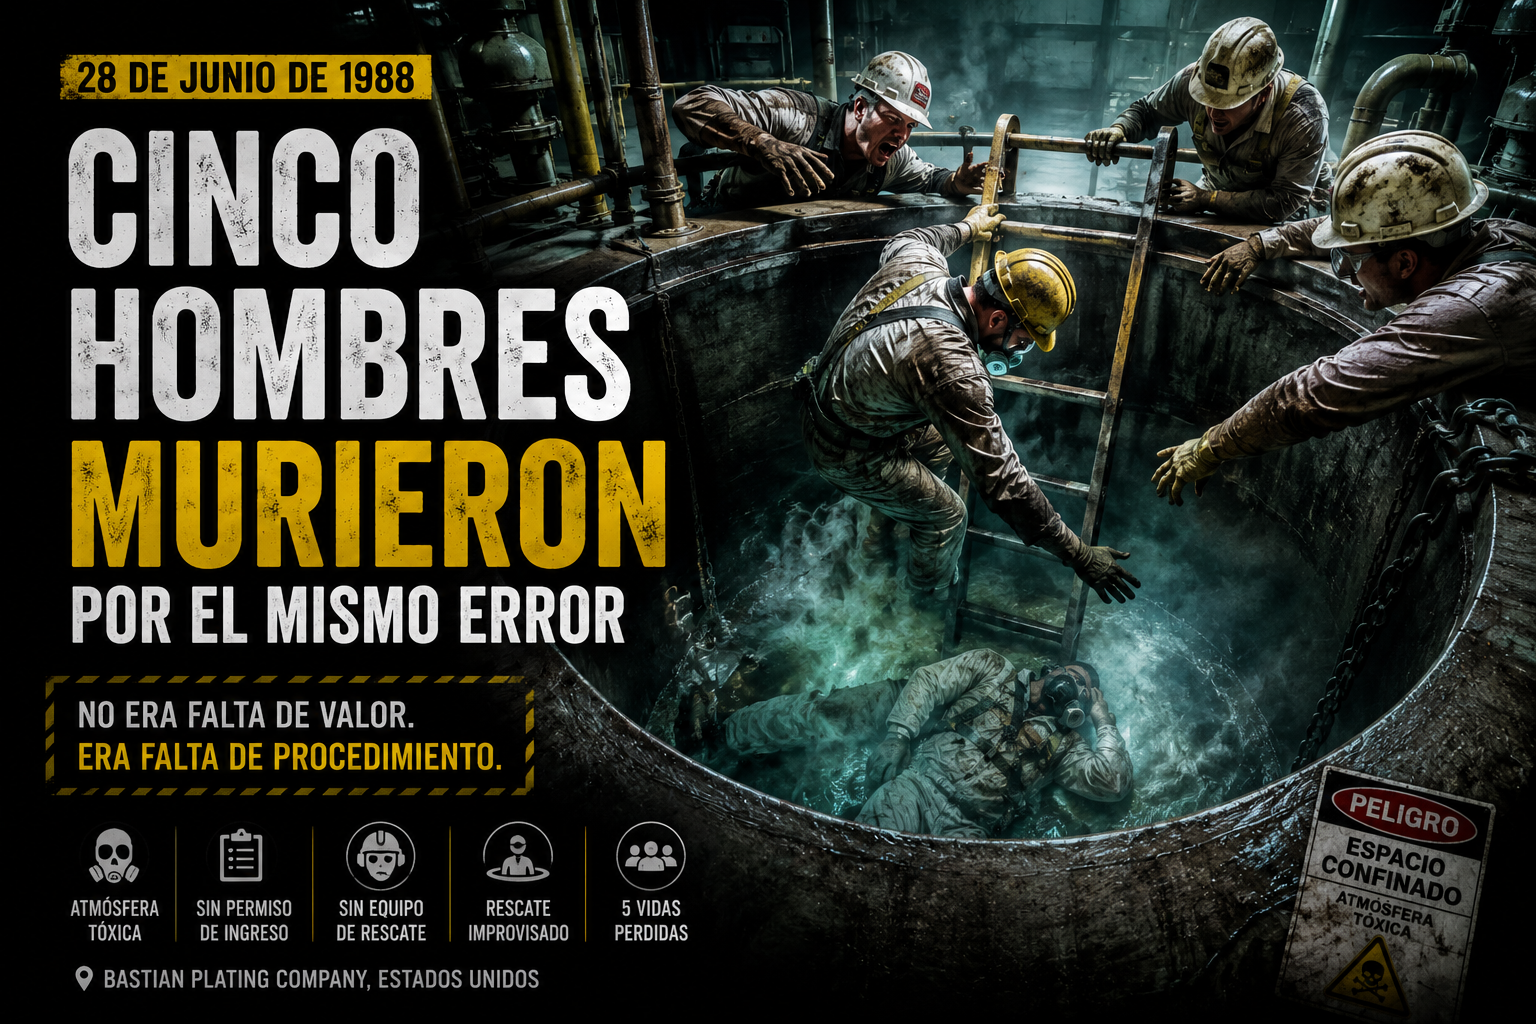 28 DE JUNIO DE 1988
CINCO
HOMBRES
MURIERON
POR EL MISMO ERROR
NO ERA FALTA DE VALOR.
ERA FALTA DE PROCEDIMIENTO.
ATMÓSFERA
TÓXICA
SIN PERMISO
DE INGRESO
SIN EQUIPO
DE RESCATE
RESCATE
IMPROVISADO
5 VIDAS
PERDIDAS
BASTIAN PLATING COMPANY, ESTADOS UNIDOS
PELIGRO
ESPACIO
CONFINADO
ATMÓSFERA
TÓXICA